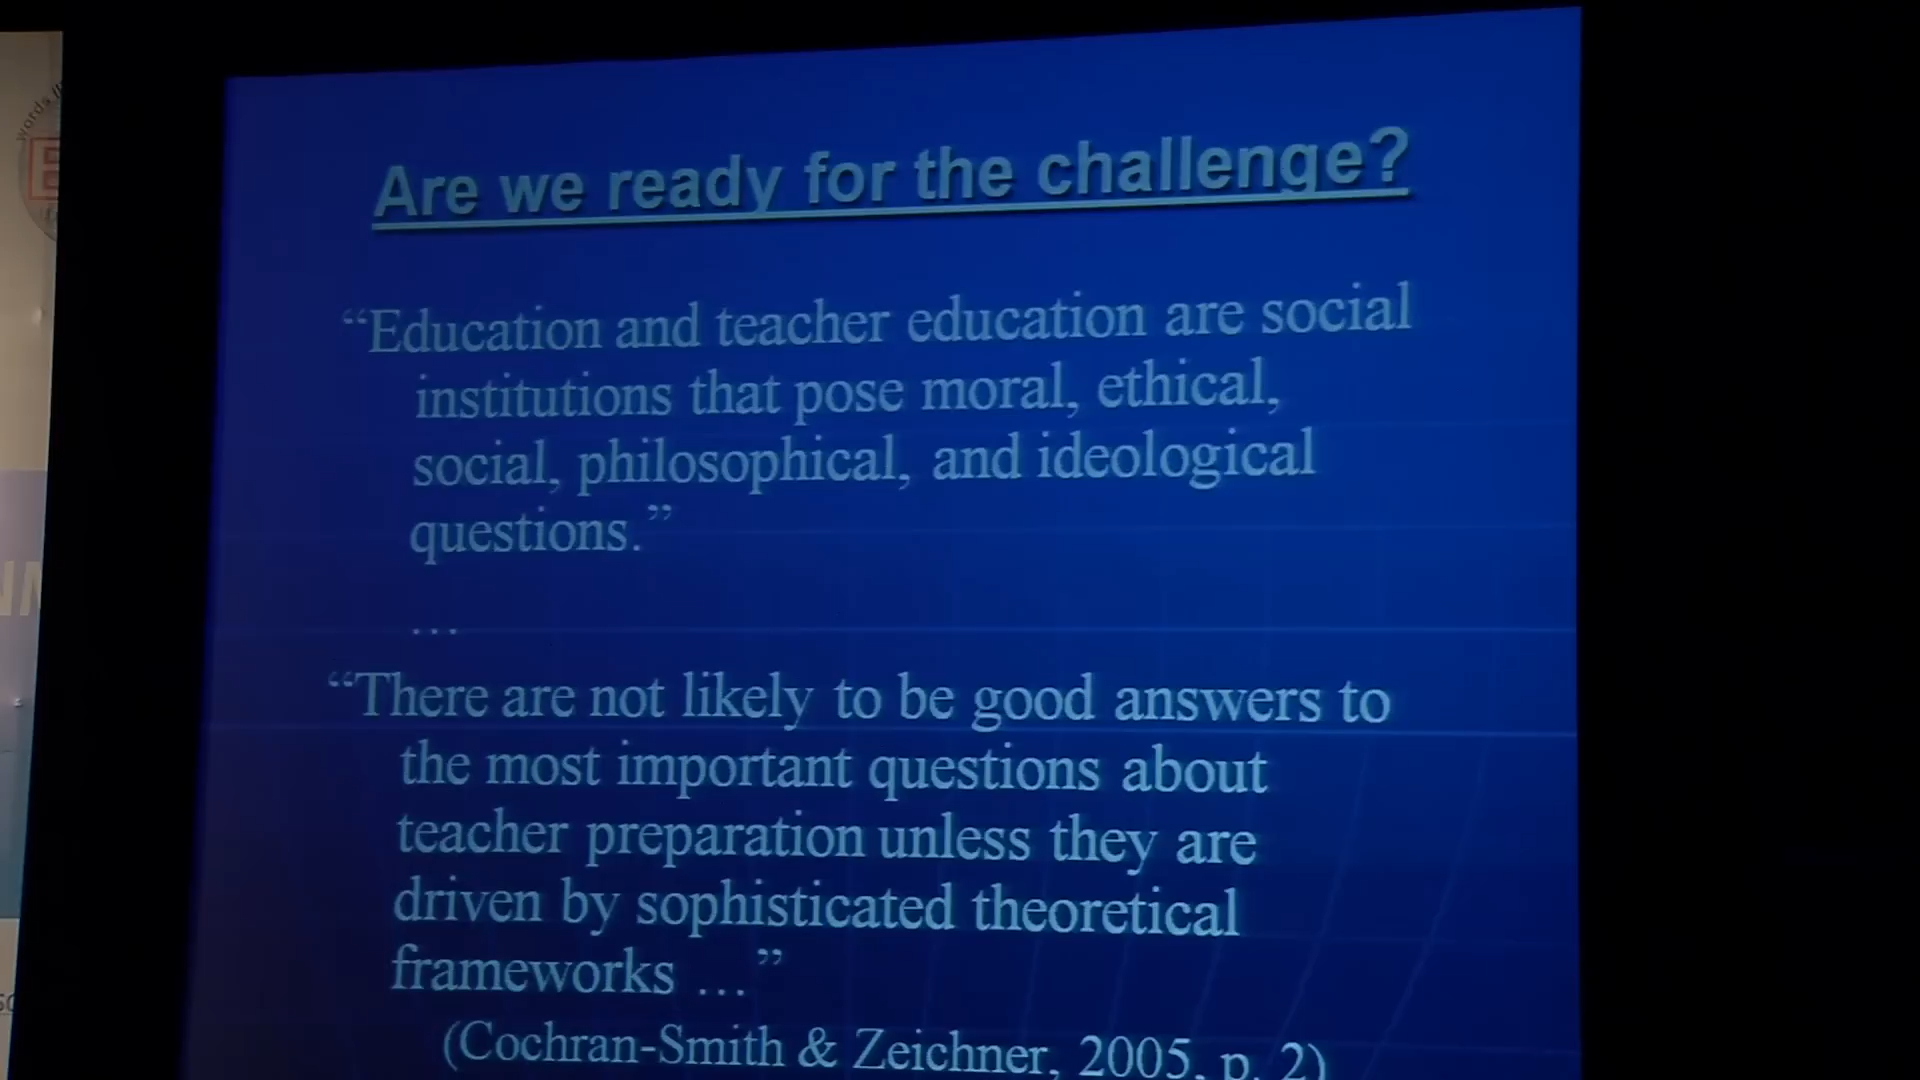 Are we ready for the challenge?
“Education and teacher education are social
institutions that pose moral, ethical,
social, philosophical, and ideological
questions.”
…
“There are not likely to be good answers to
the most important questions about
teacher preparation unless they are
driven by sophisticated theoretical
frameworks …”
(Cochran-Smith & Zeichner, 2005, p. 2)
words
E